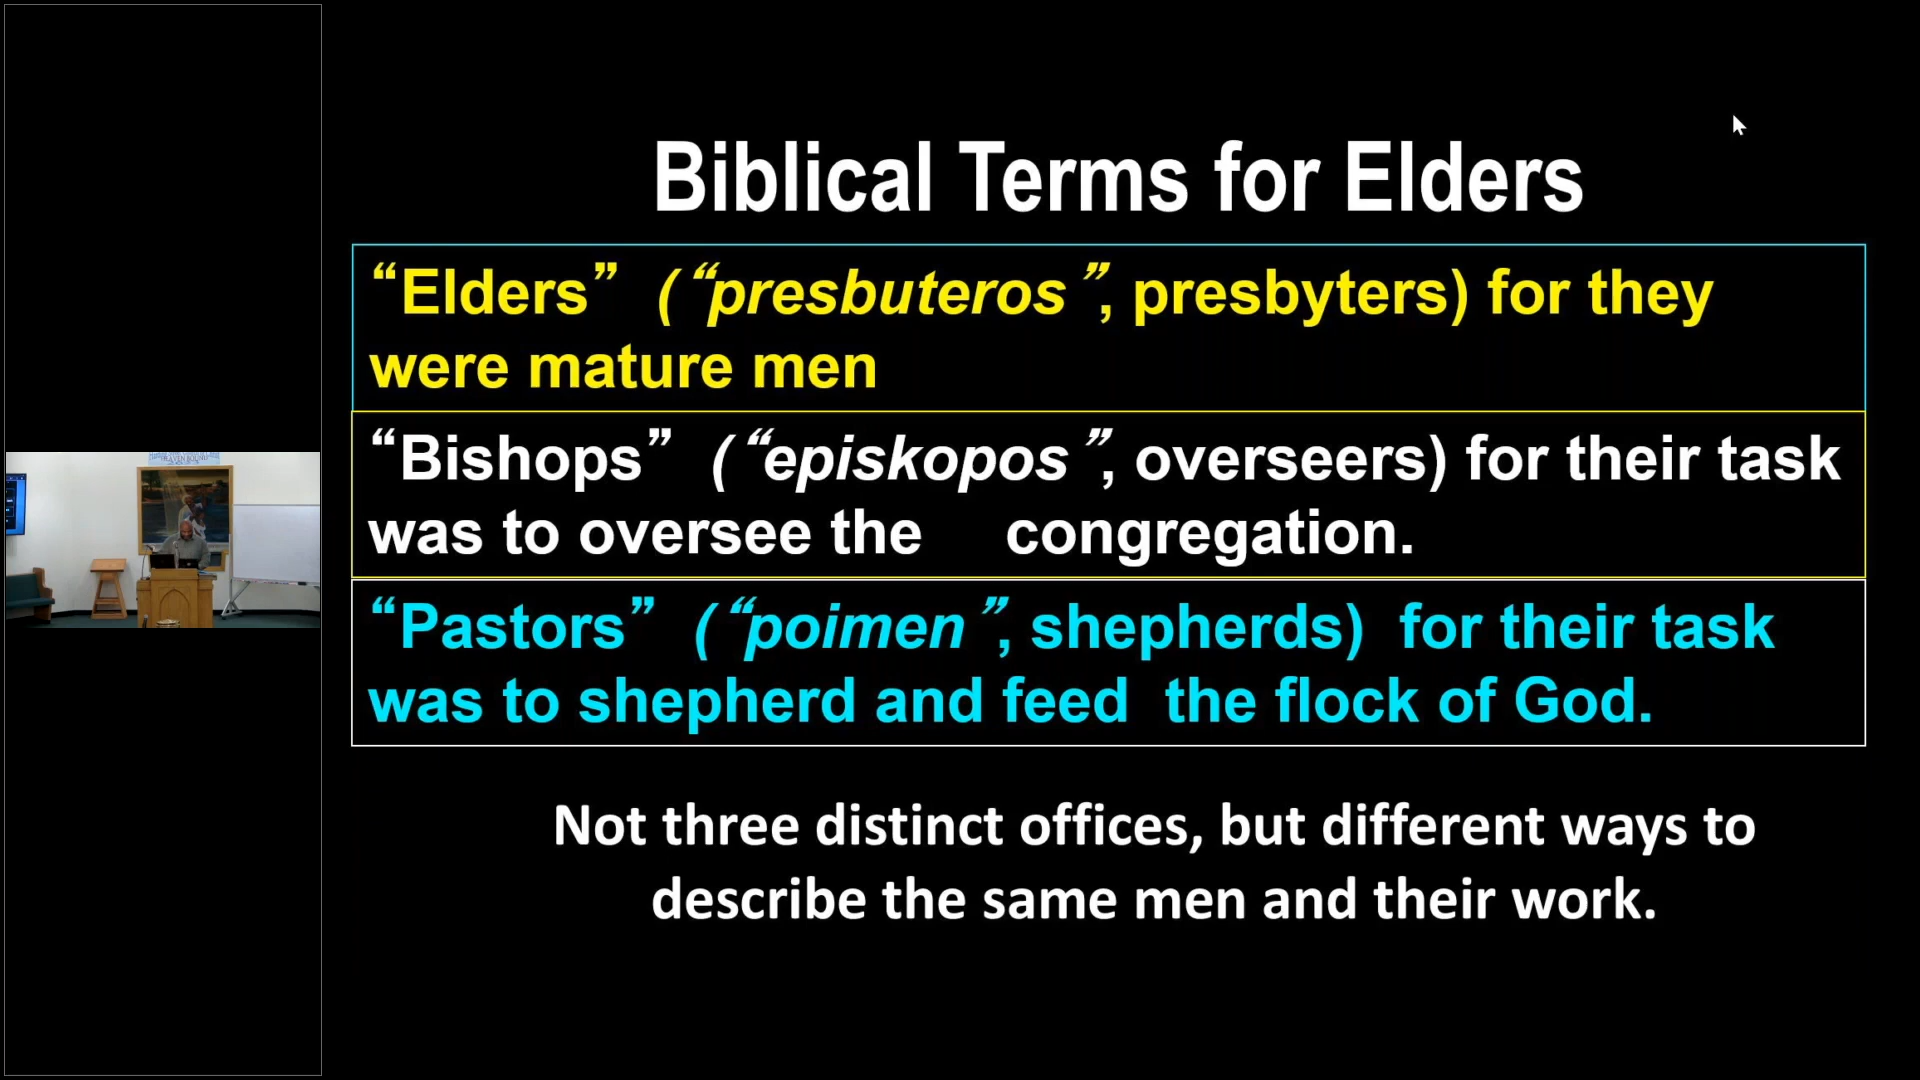 Biblical Terms for Elders
“Elders” (“presbuteros”, presbyters) for they
were mature men
“Bishops” (“episkopos”, overseers) for their task
was to oversee the congregation.
“Pastors” (“poimen”, shepherds) for their task
was to shepherd and feed the flock of God.
Not three distinct offices, but different ways to
describe the same men and their work.